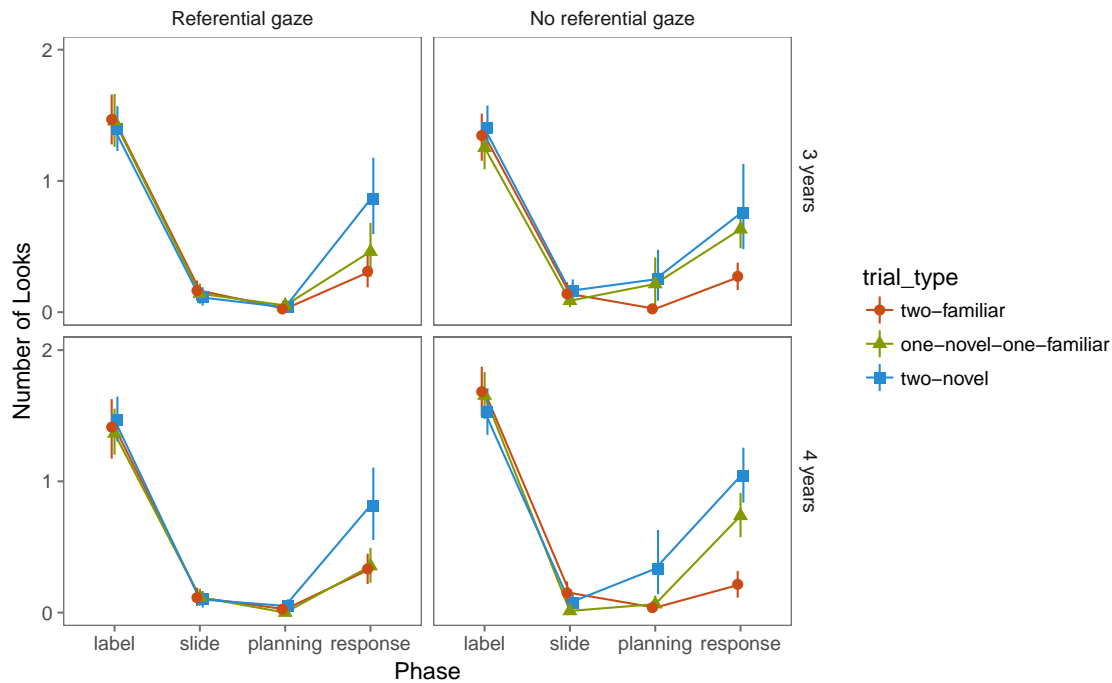 Referential gaze
No referential gaze
2
1
0
3 years
2
1
0
4 years
Number of Looks
label slide planning response
label slide planning response
Phase
trial_type
two−familiar
one−novel−one−familiar
two−novel